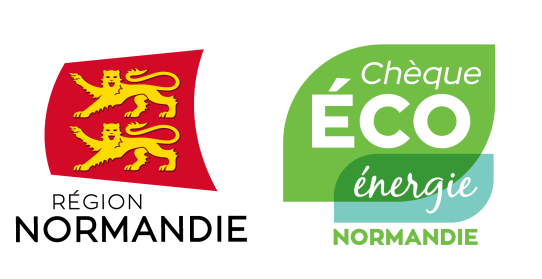 RÉGION
NORMANDIE
Chèque
ÉCO
énergie
NORMANDIE